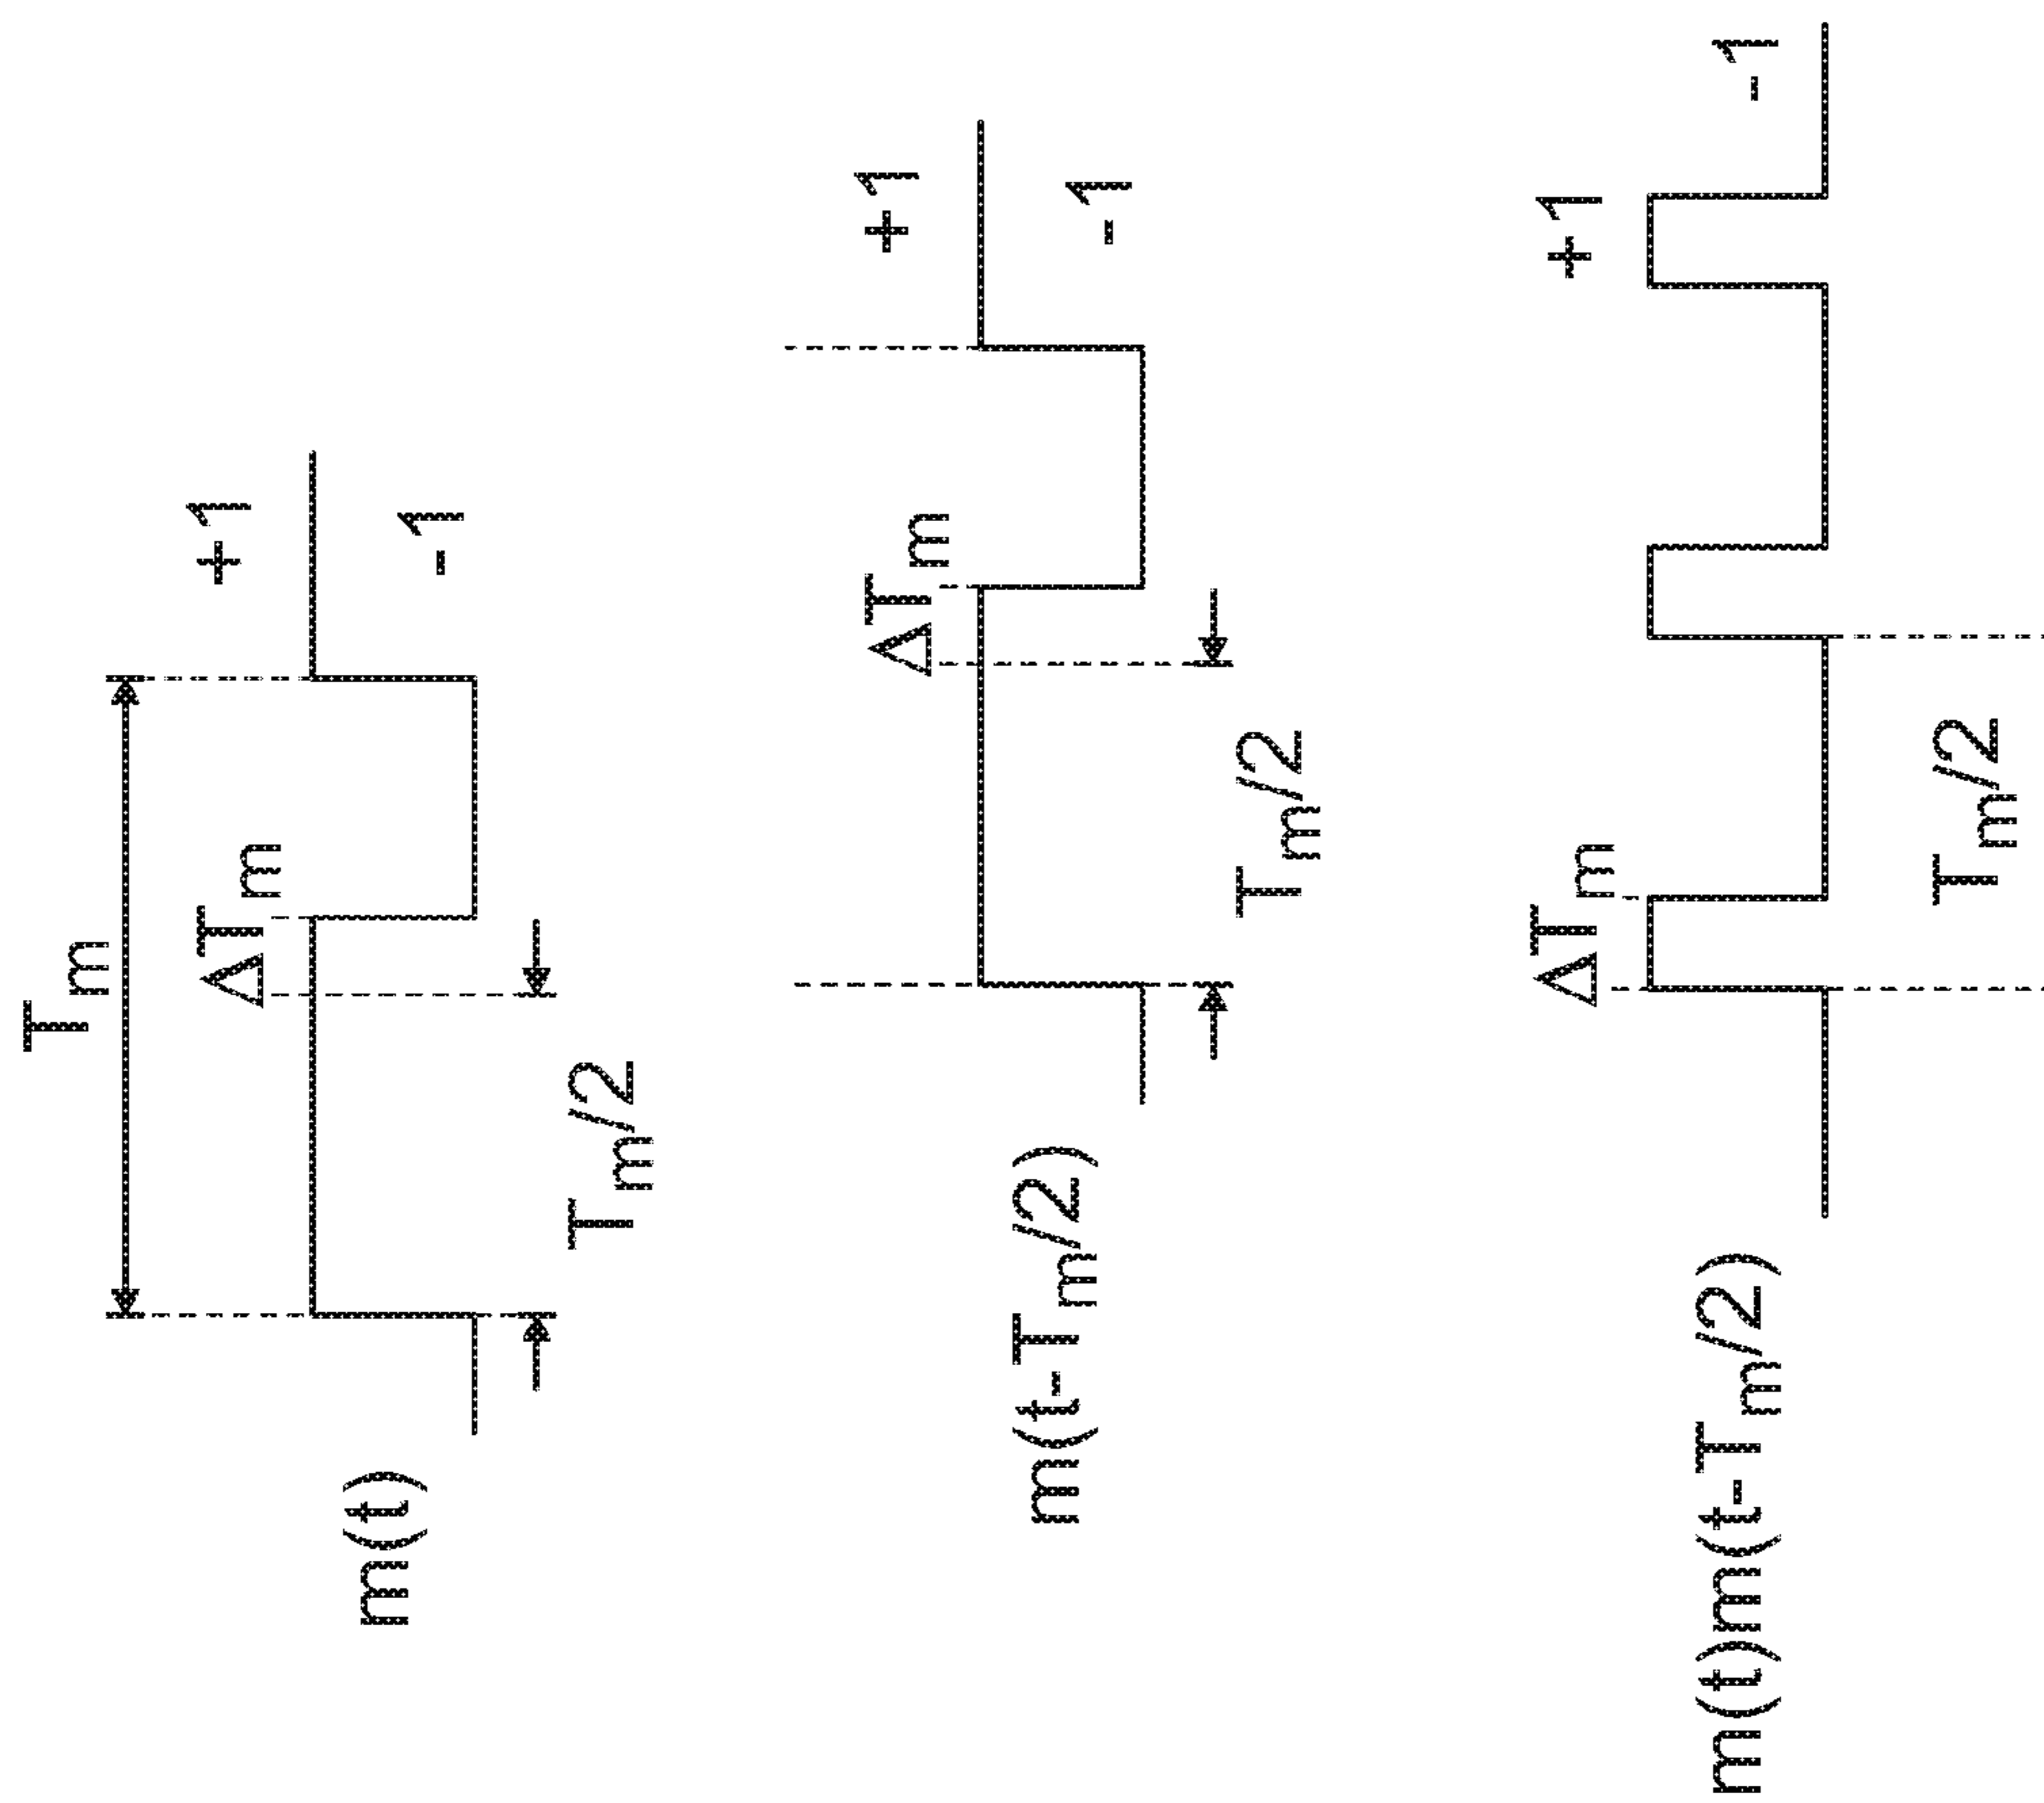 T_m
ΔT_m
+1
-1
m(t)
T_m/2
ΔT_m
+1
-1
m(t-T_m/2)
T_m/2
ΔT_m
+1
-1
m(t)m(t-T_m/2)
T_m/2